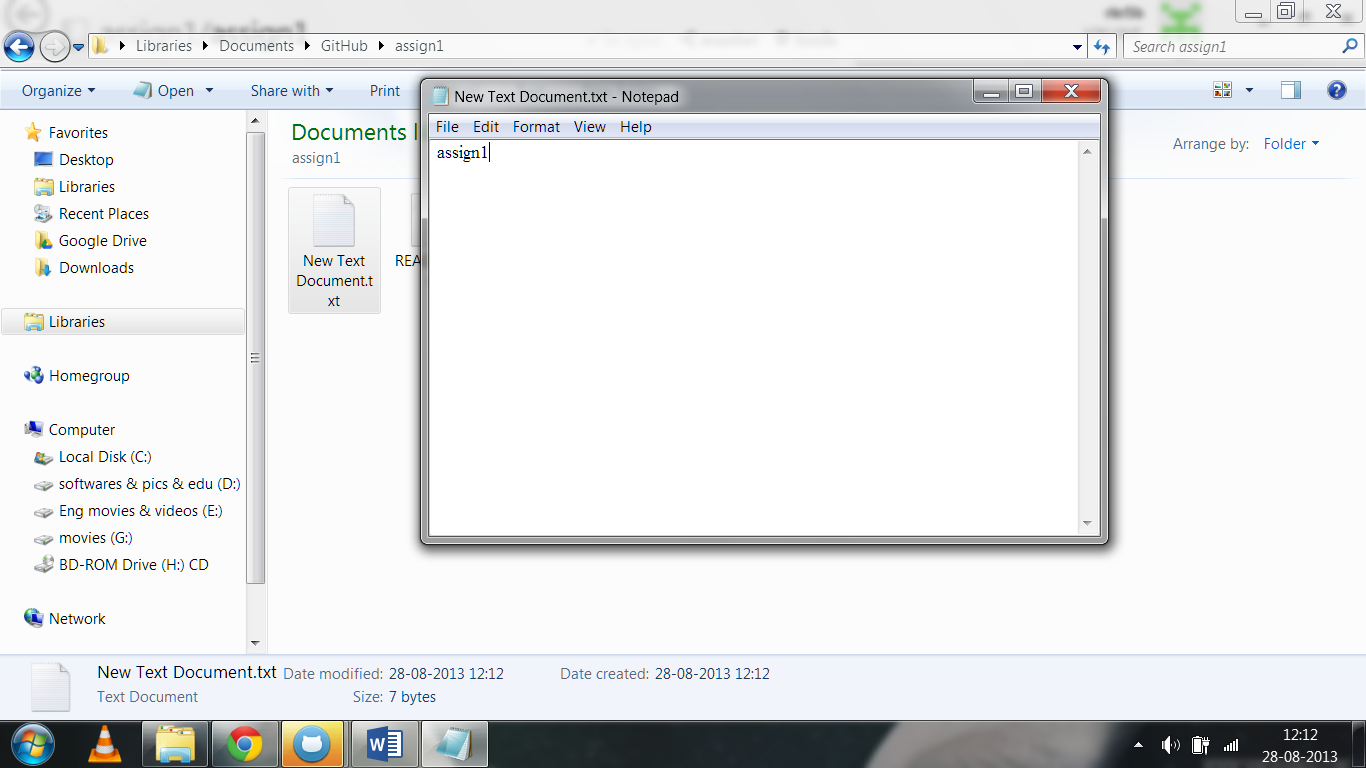 assign1/assign1
Libraries Documents GitHub assign1
Search assign1
Organize Open Share with Print
New Text Document.txt - Notepad
File Edit Format View Help
assign1
Favorites
Desktop
Libraries
Recent Places
Google Drive
Downloads
Libraries
Homegroup
Computer
Local Disk (C:)
softwares & pics & edu (D:)
Eng movies & videos (E:)
movies (G:)
BD-ROM Drive (H:) CD
Network
Documents l
assign1
Arrange by: Folder
New Text
Document.t
xt
REA
New Text Document.txt Date modified: 28-08-2013 12:12 Date created: 28-08-2013 12:12
Text Document Size: 7 bytes
12:12
28-08-2013